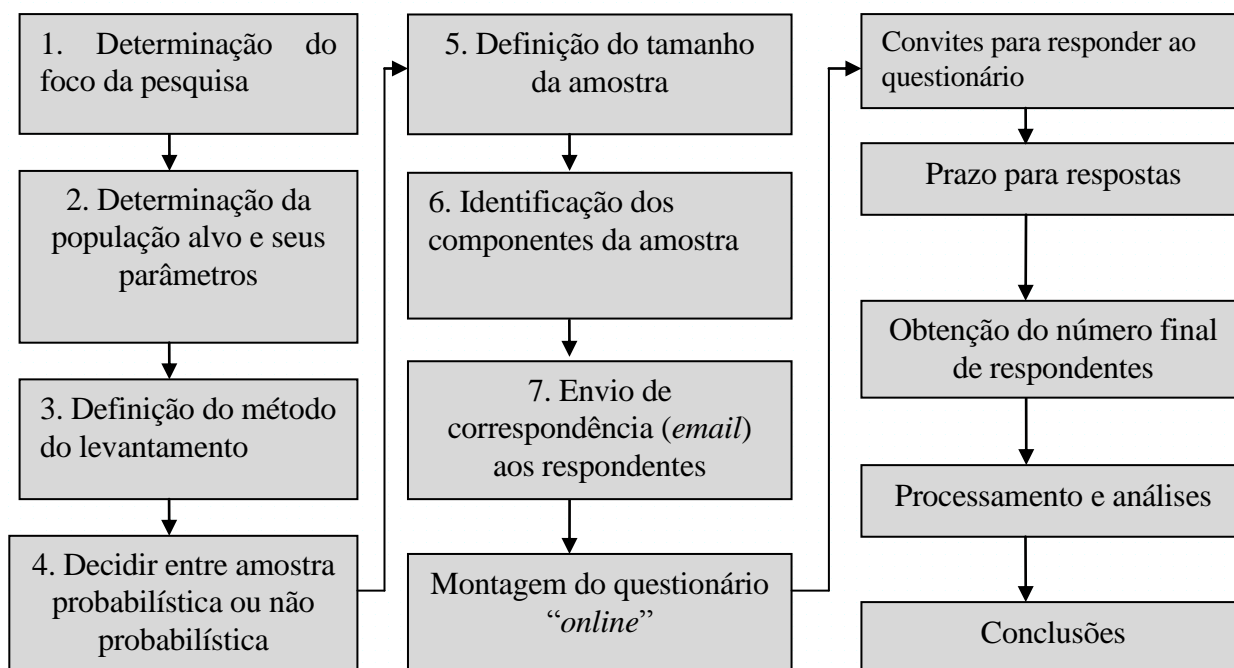 1. Determinação do
foco da pesquisa
2. Determinação da
população alvo e seus
parâmetros
3. Definição do método
do levantamento
4. Decidir entre amostra
probabilística ou não
probabilística
5. Definição do tamanho
da amostra
6. Identificação dos
componentes da amostra
7. Envio de
correspondência (email)
aos respondentes
Montagem do questionário
“online”
Convites para responder ao
questionário
Prazo para respostas
Obtenção do número final
de respondentes
Processamento e análises
Conclusões